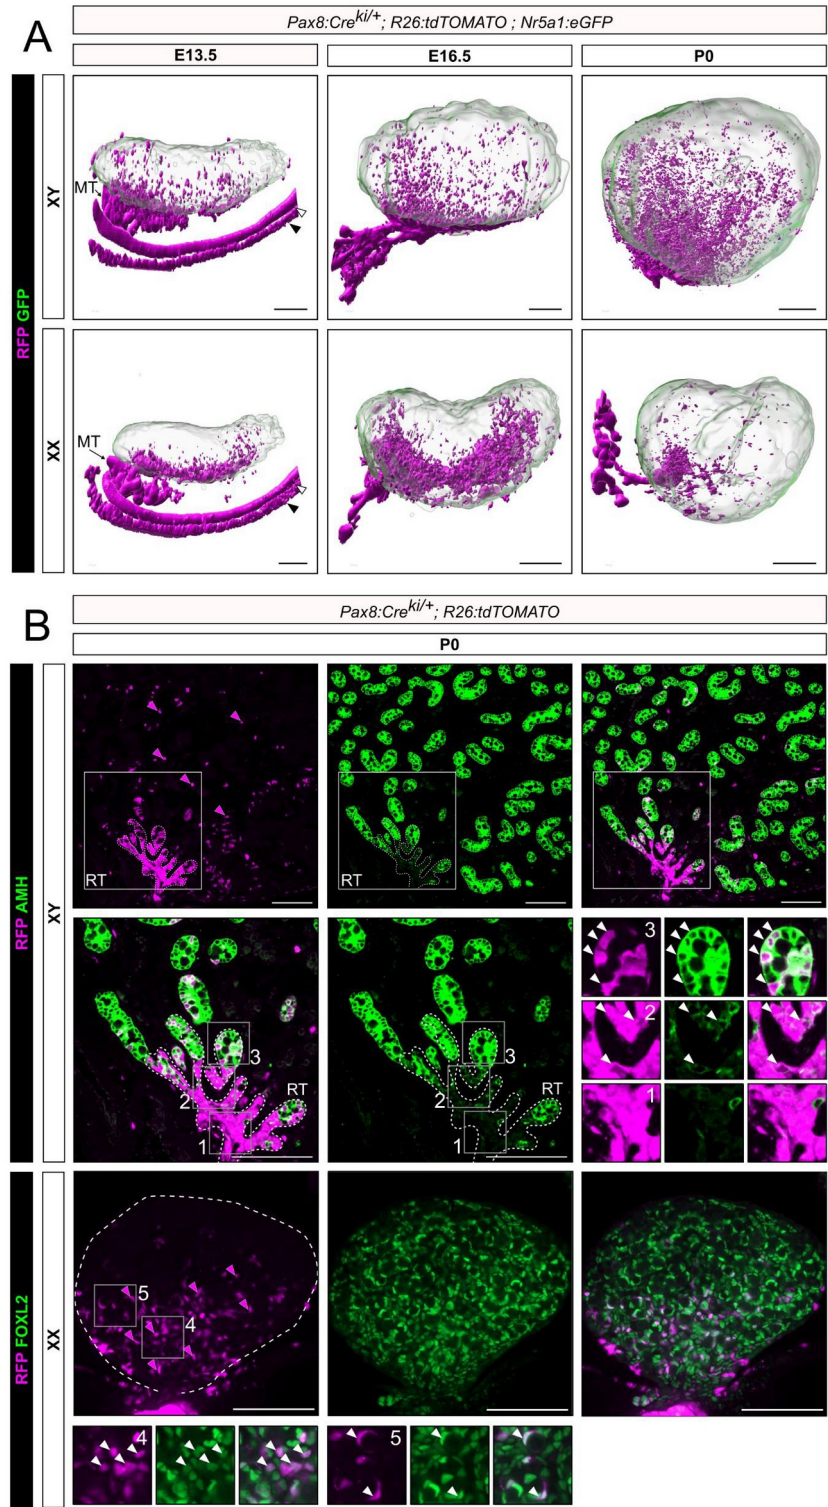 A
Pax8:Cre^ki/+; R26:tdTOMATO ; Nr5a1:eGFP
E13.5 E16.5 P0
RFP GFP
XY
MT
XX
MT
B
Pax8:Cre^ki/+; R26:tdTOMATO
P0
RFP AMH
XY
RT
RT
3
2
1
RT
3
2
1
RT
3
2
1
RFP FOXL2
XX
5
4
4
5